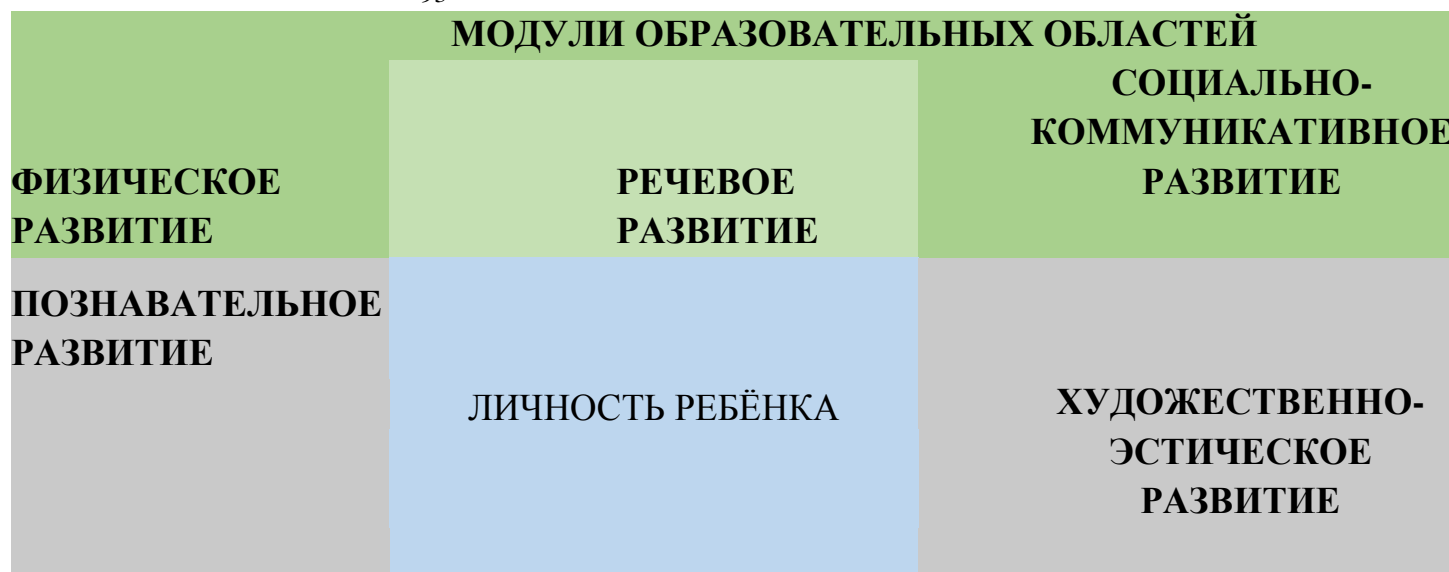 МОДУЛИ ОБРАЗОВАТЕЛЬНЫХ ОБЛАСТЕЙ
ФИЗИЧЕСКОЕ
РАЗВИТИЕ
РЕЧЕВОЕ
РАЗВИТИЕ
СОЦИАЛЬНО-
КОММУНИКАТИВНОЕ
РАЗВИТИЕ
ПОЗНАВАТЕЛЬНОЕ
РАЗВИТИЕ
ЛИЧНОСТЬ РЕБЁНКА
ХУДОЖЕСТВЕННО-
ЭСТИЧЕСКОЕ
РАЗВИТИЕ